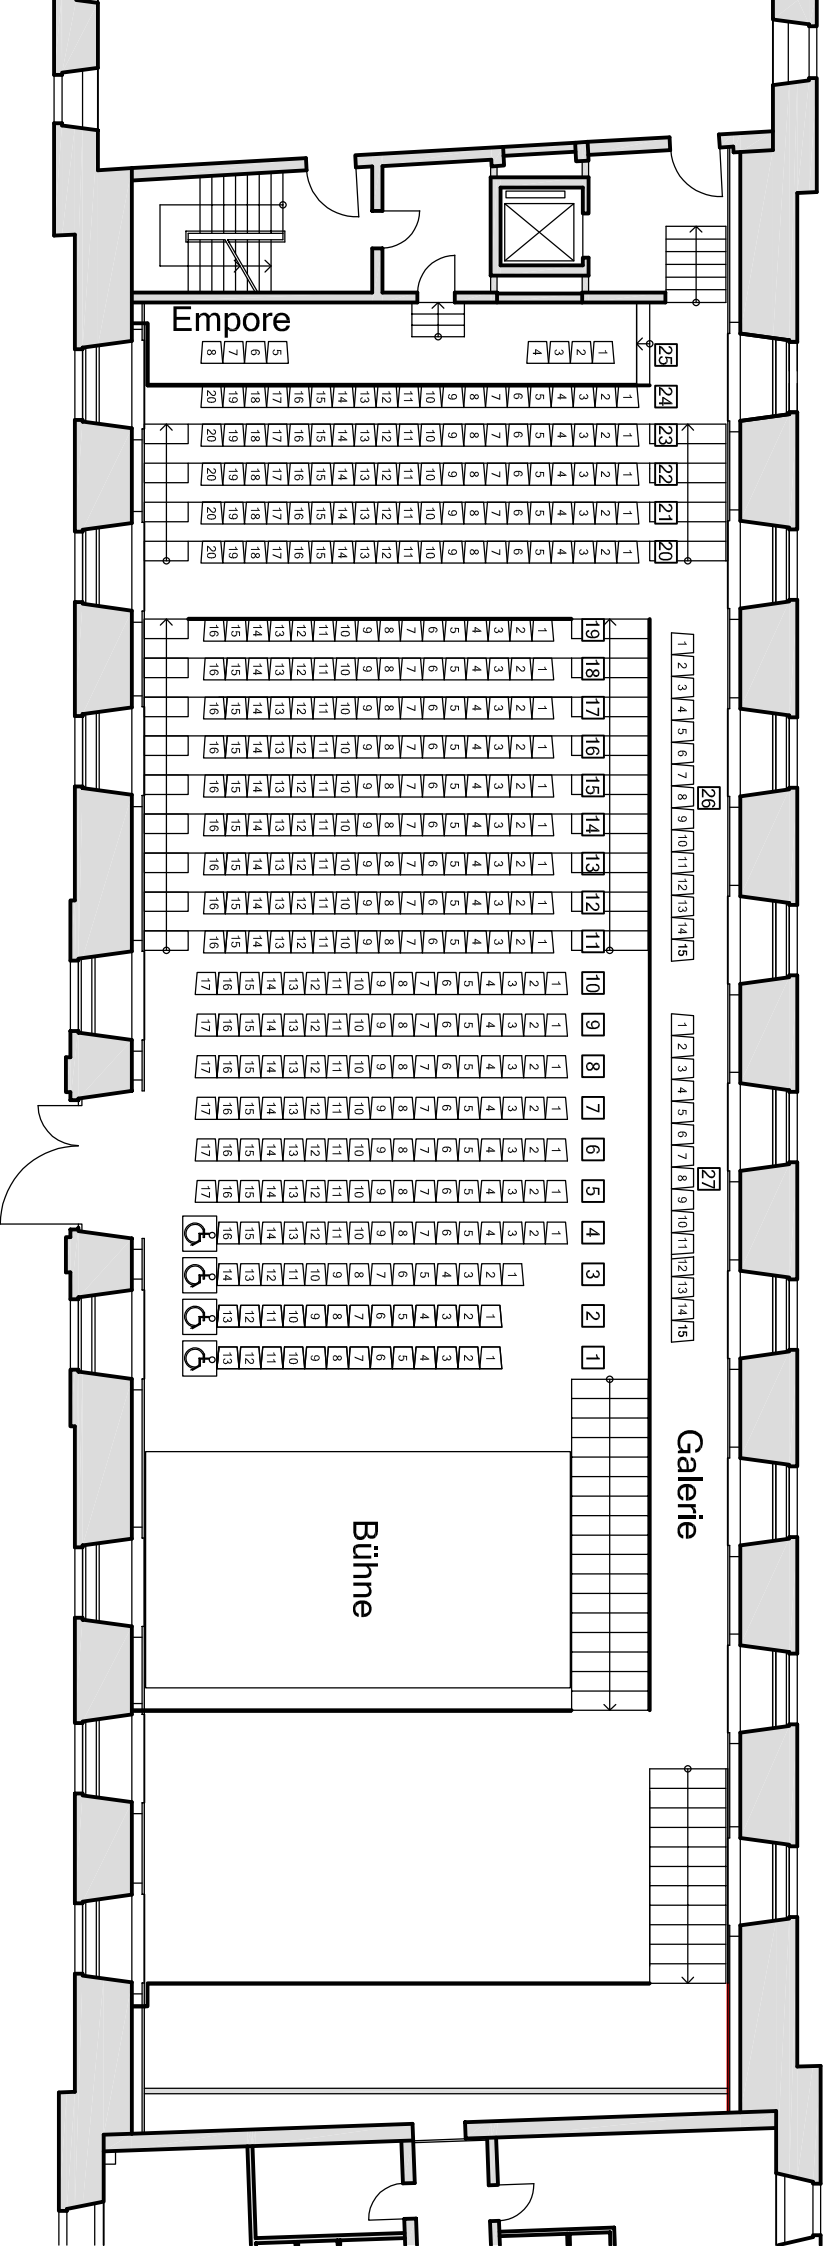 Empore
8 7 6 5 4 3 2 1 25
20 19 18 17 16 15 14 13 12 11 10 9 8 7 6 5 4 3 2 1 24
20 19 18 17 16 15 14 13 12 11 10 9 8 7 6 5 4 3 2 1 23
20 19 18 17 16 15 14 13 12 11 10 9 8 7 6 5 4 3 2 1 22
20 19 18 17 16 15 14 13 12 11 10 9 8 7 6 5 4 3 2 1 21
20 19 18 17 16 15 14 13 12 11 10 9 8 7 6 5 4 3 2 1 20
16 15 14 13 12 11 10 9 8 7 6 5 4 3 2 1 19
16 15 14 13 12 11 10 9 8 7 6 5 4 3 2 1 18
16 15 14 13 12 11 10 9 8 7 6 5 4 3 2 1 17
16 15 14 13 12 11 10 9 8 7 6 5 4 3 2 1 16
16 15 14 13 12 11 10 9 8 7 6 5 4 3 2 1 15
16 15 14 13 12 11 10 9 8 7 6 5 4 3 2 1 14
16 15 14 13 12 11 10 9 8 7 6 5 4 3 2 1 13
16 15 14 13 12 11 10 9 8 7 6 5 4 3 2 1 12
16 15 14 13 12 11 10 9 8 7 6 5 4 3 2 1 11
17 16 15 14 13 12 11 10 9 8 7 6 5 4 3 2 1 10
17 16 15 14 13 12 11 10 9 8 7 6 5 4 3 2 1 9
17 16 15 14 13 12 11 10 9 8 7 6 5 4 3 2 1 8
17 16 15 14 13 12 11 10 9 8 7 6 5 4 3 2 1 7
17 16 15 14 13 12 11 10 9 8 7 6 5 4 3 2 1 6
17 16 15 14 13 12 11 10 9 8 7 6 5 4 3 2 1 5
16 15 14 13 12 11 10 9 8 7 6 5 4 3 2 1 4
14 13 12 11 10 9 8 7 6 5 4 3 2 1 3
13 12 11 10 9 8 7 6 5 4 3 2 1 2
13 12 11 10 9 8 7 6 5 4 3 2 1 1
1 2 3 4 5 6 7 8 9 10 11 12 13 14 15
26
1 2 3 4 5 6 7 8 9 10 11 12 13 14 15
27
Galerie
Bühne